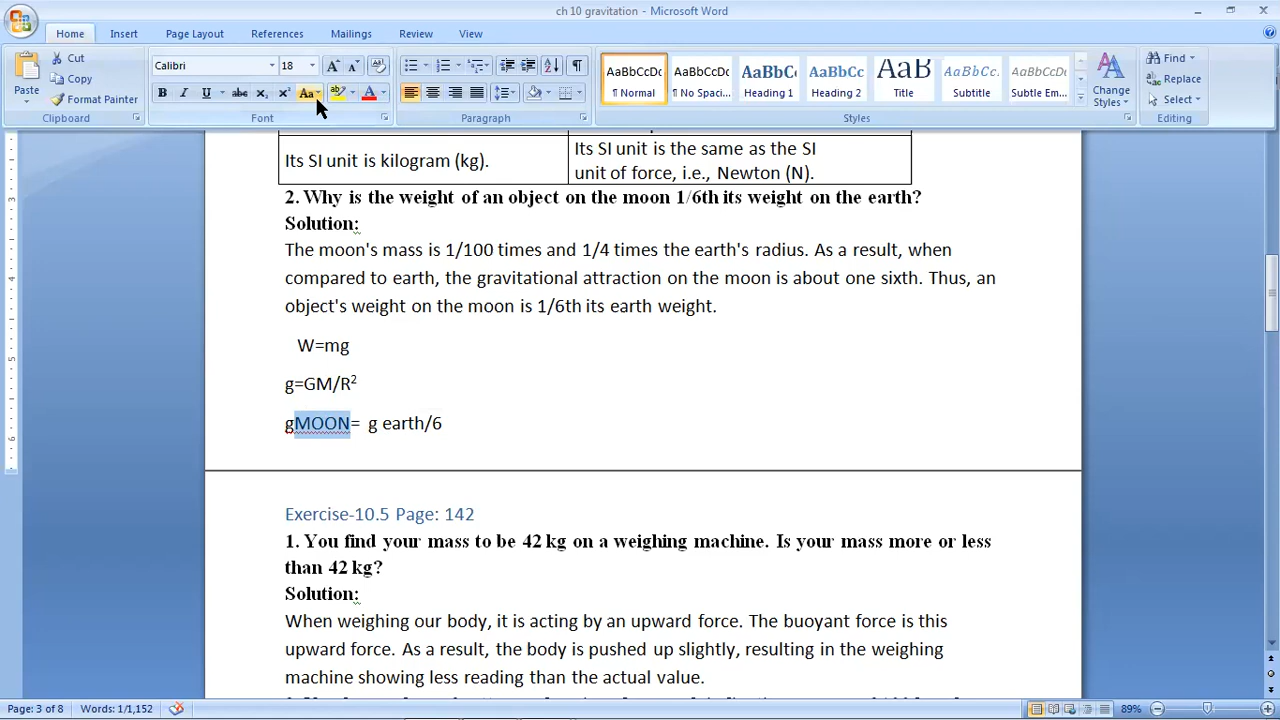 ch 10 gravitation - Microsoft Word
Home Insert Page Layout References Mailings Review View
Paste
Cut
Copy
Format Painter
Clipboard
Calibri 18
B I U abc X₂ X² Aa A
Font
Paragraph
AaBbCcDc AaBbCcDc AaBbC AaBbCc AaB AaBbCcI AaBbCcDc
¶ Normal ¶ No Spaci... Heading 1 Heading 2 Title Subtitle Subtle Em...
Change Styles
Styles
Find
Replace
Select
Editing
Its SI unit is kilogram (kg).
Its SI unit is the same as the SI
unit of force, i.e., Newton (N).
2. Why is the weight of an object on the moon 1/6th its weight on the earth?
Solution:
The moon's mass is 1/100 times and 1/4 times the earth's radius. As a result, when
compared to earth, the gravitational attraction on the moon is about one sixth. Thus, an
object's weight on the moon is 1/6th its earth weight.
W=mg
g=GM/R²
gMOON= g earth/6
Exercise-10.5 Page: 142
1. You find your mass to be 42 kg on a weighing machine. Is your mass more or less
than 42 kg?
Solution:
When weighing our body, it is acting by an upward force. The buoyant force is this
upward force. As a result, the body is pushed up slightly, resulting in the weighing
machine showing less reading than the actual value.
Page: 3 of 8 Words: 1/1,152 89%